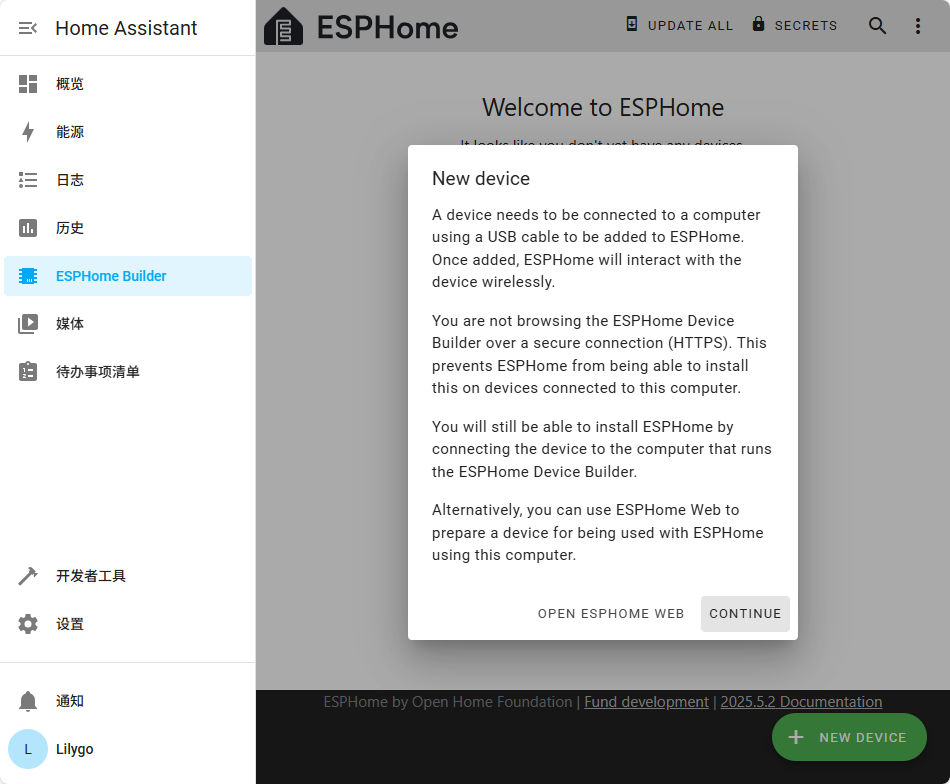 Home Assistant
概览
能源
日志
历史
ESPHome Builder
媒体
待办事项清单
开发者工具
设置
通知
L
Lilygo
ESPHome
UPDATE ALL
SECRETS
Welcome to ESPHome
It looks like you don't yet have any devices.
New device
A device needs to be connected to a computer
using a USB cable to be added to ESPHome.
Once added, ESPHome will interact with the
device wirelessly.
You are not browsing the ESPHome Device
Builder over a secure connection (HTTPS). This
prevents ESPHome from being able to install
this on devices connected to this computer.
You will still be able to install ESPHome by
connecting the device to the computer that runs
the ESPHome Device Builder.
Alternatively, you can use ESPHome Web to
prepare a device for being used with ESPHome
using this computer.
OPEN ESPHOME WEB
CONTINUE
ESPHome by Open Home Foundation | Fund development | 2025.5.2 Documentation
NEW DEVICE